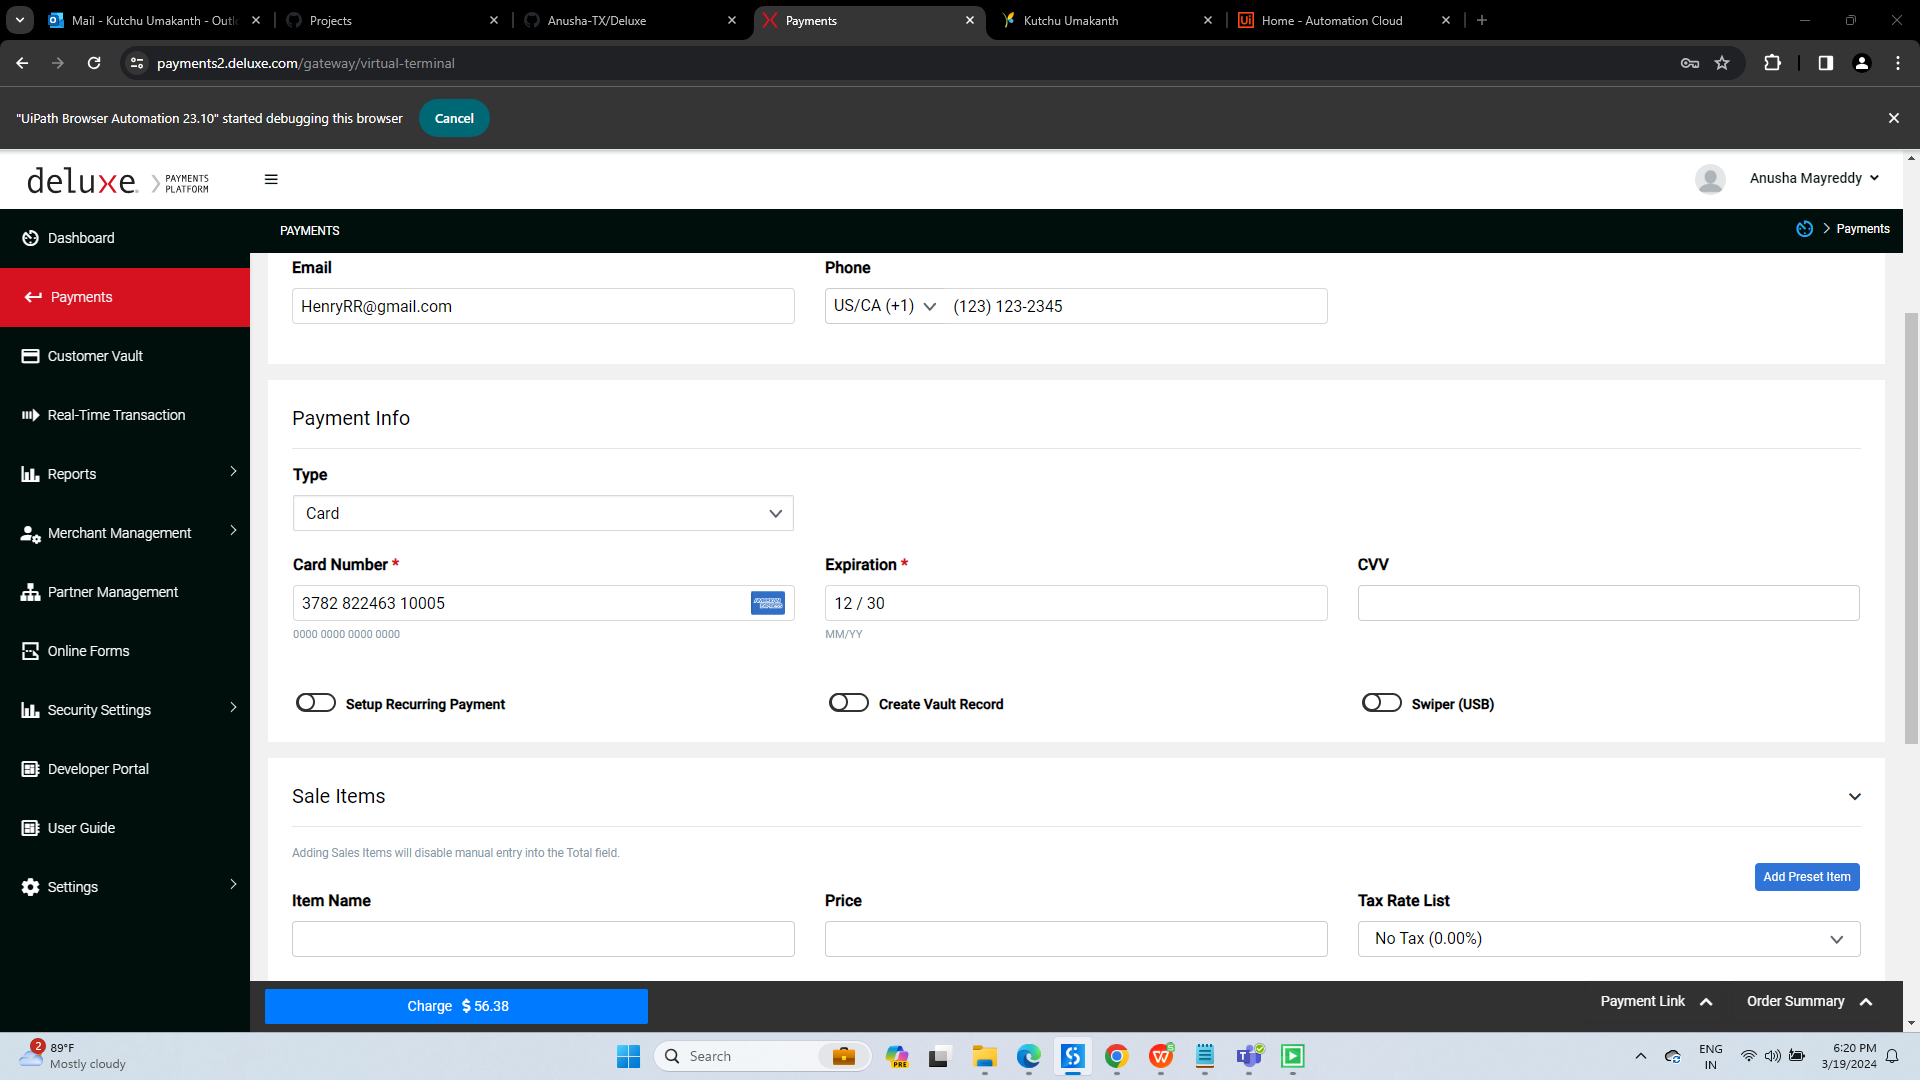 Mail - Kutchu Umakanth - Outl
Projects
Anusha-TX/Deluxe
Payments
Kutchu Umakanth
Ui
Home - Automation Cloud
payments2.deluxe.com/gateway/virtual-terminal
"UiPath Browser Automation 23.10" started debugging this browser
Cancel
deluxe.
PAYMENTS
PLATFORM
Anusha Mayreddy
Dashboard
PAYMENTS
Payments
Payments
Customer Vault
Real-Time Transaction
Reports
Merchant Management
Partner Management
Online Forms
Security Settings
Developer Portal
User Guide
Settings
Email
Phone
HenryRR@gmail.com
US/CA (+1)
(123) 123-2345
Payment Info
Type
Card
Card Number *
Expiration *
CVV
3782 822463 10005
AMERICAN EXPRESS
12 / 30
0000 0000 0000 0000
MM/YY
Setup Recurring Payment
Create Vault Record
Swiper (USB)
Sale Items
Adding Sales Items will disable manual entry into the Total field.
Add Preset Item
Item Name
Price
Tax Rate List
No Tax (0.00%)
Charge $ 56.38
Payment Link
Order Summary
2
89°F
Mostly cloudy
Search
PRE
ENG
IN
6:20 PM
3/19/2024